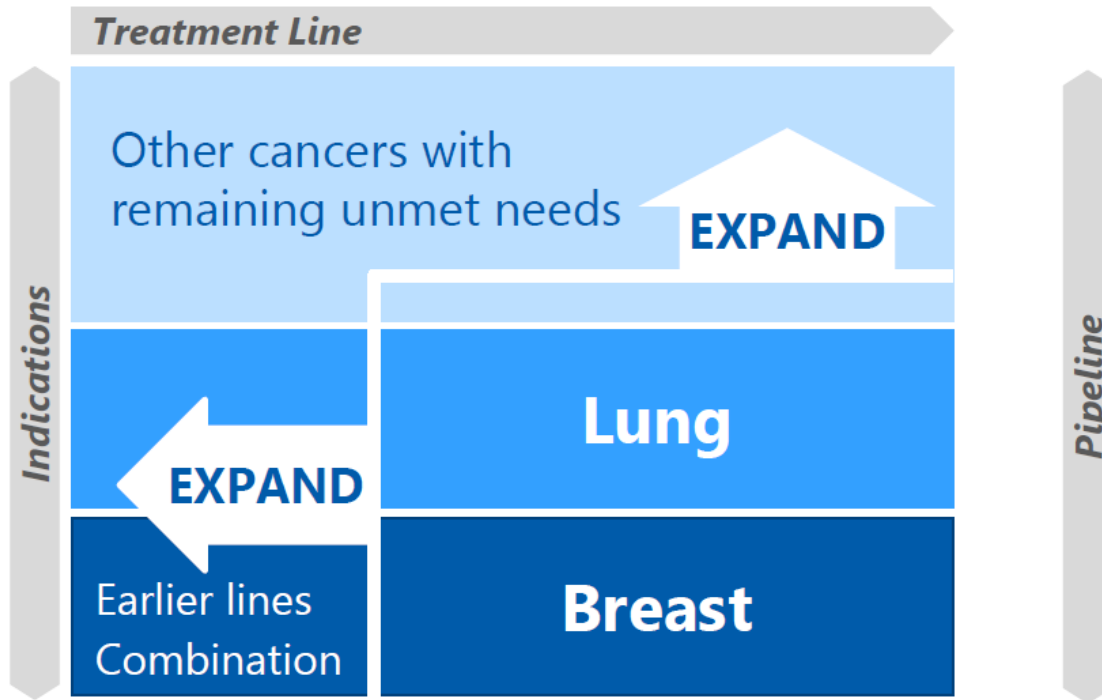 Treatment Line
Indications
Other cancers with
remaining unmet needs
EXPAND
Lung
EXPAND
Breast
Earlier lines
Combination
Pipeline